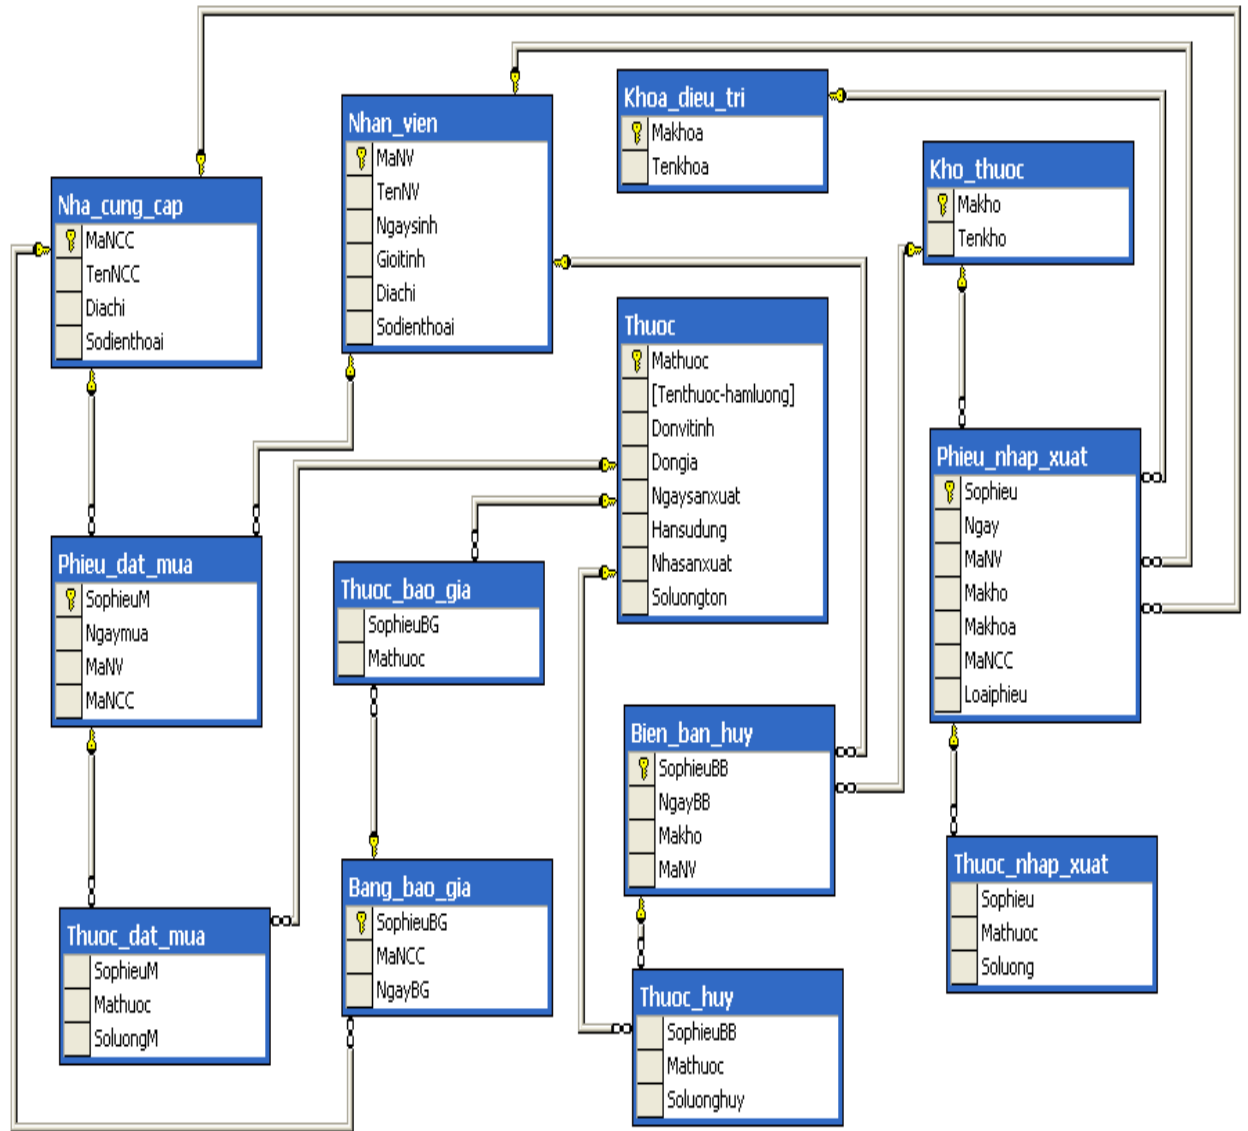 Nha_cung_cap
MaNCC
TenNCC
Diachi
Sodienthoai
Nhan_vien
MaNV
TenNV
Ngaysinh
Gioitinh
Diachi
Sodienthoai
Khoa_dieu_tri
Makhoa
Tenkhoa
Kho_thuoc
Makho
Tenkho
Thuoc
Mathuoc
[Tenthuoc-hamluong]
Donvitinh
Dongia
Ngaysanxuat
Hansudung
Nhasanxuat
Soluongton
Phieu_nhap_xuat
Sophieu
Ngay
MaNV
Makho
Makhoa
MaNCC
Loaiphieu
Phieu_dat_mua
SophieuM
Ngaymua
MaNV
MaNCC
Thuoc_bao_gia
SophieuBG
Mathuoc
Bien_ban_huy
SophieuBB
NgayBB
Makho
MaNV
Thuoc_nhap_xuat
Sophieu
Mathuoc
Soluong
Bang_bao_gia
SophieuBG
MaNCC
NgayBG
Thuoc_dat_mua
SophieuM
Mathuoc
SoluongM
Thuoc_huy
SophieuBB
Mathuoc
Soluonghuy